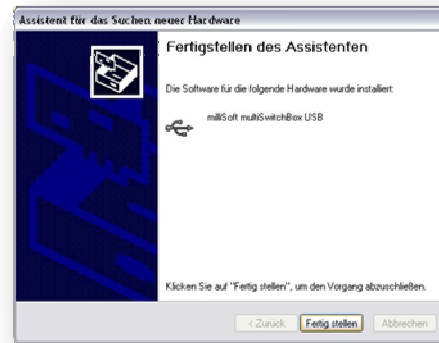 Assistent für das Suchen neuer Hardware
Fertigstellen des Assistenten
Die Software für die folgende Hardware wurde installiert:
milliSoft multiSwitchBox USB
Klicken Sie auf "Fertig stellen", um den Vorgang abzuschließen.
< Zurück Fertig stellen Abbrechen